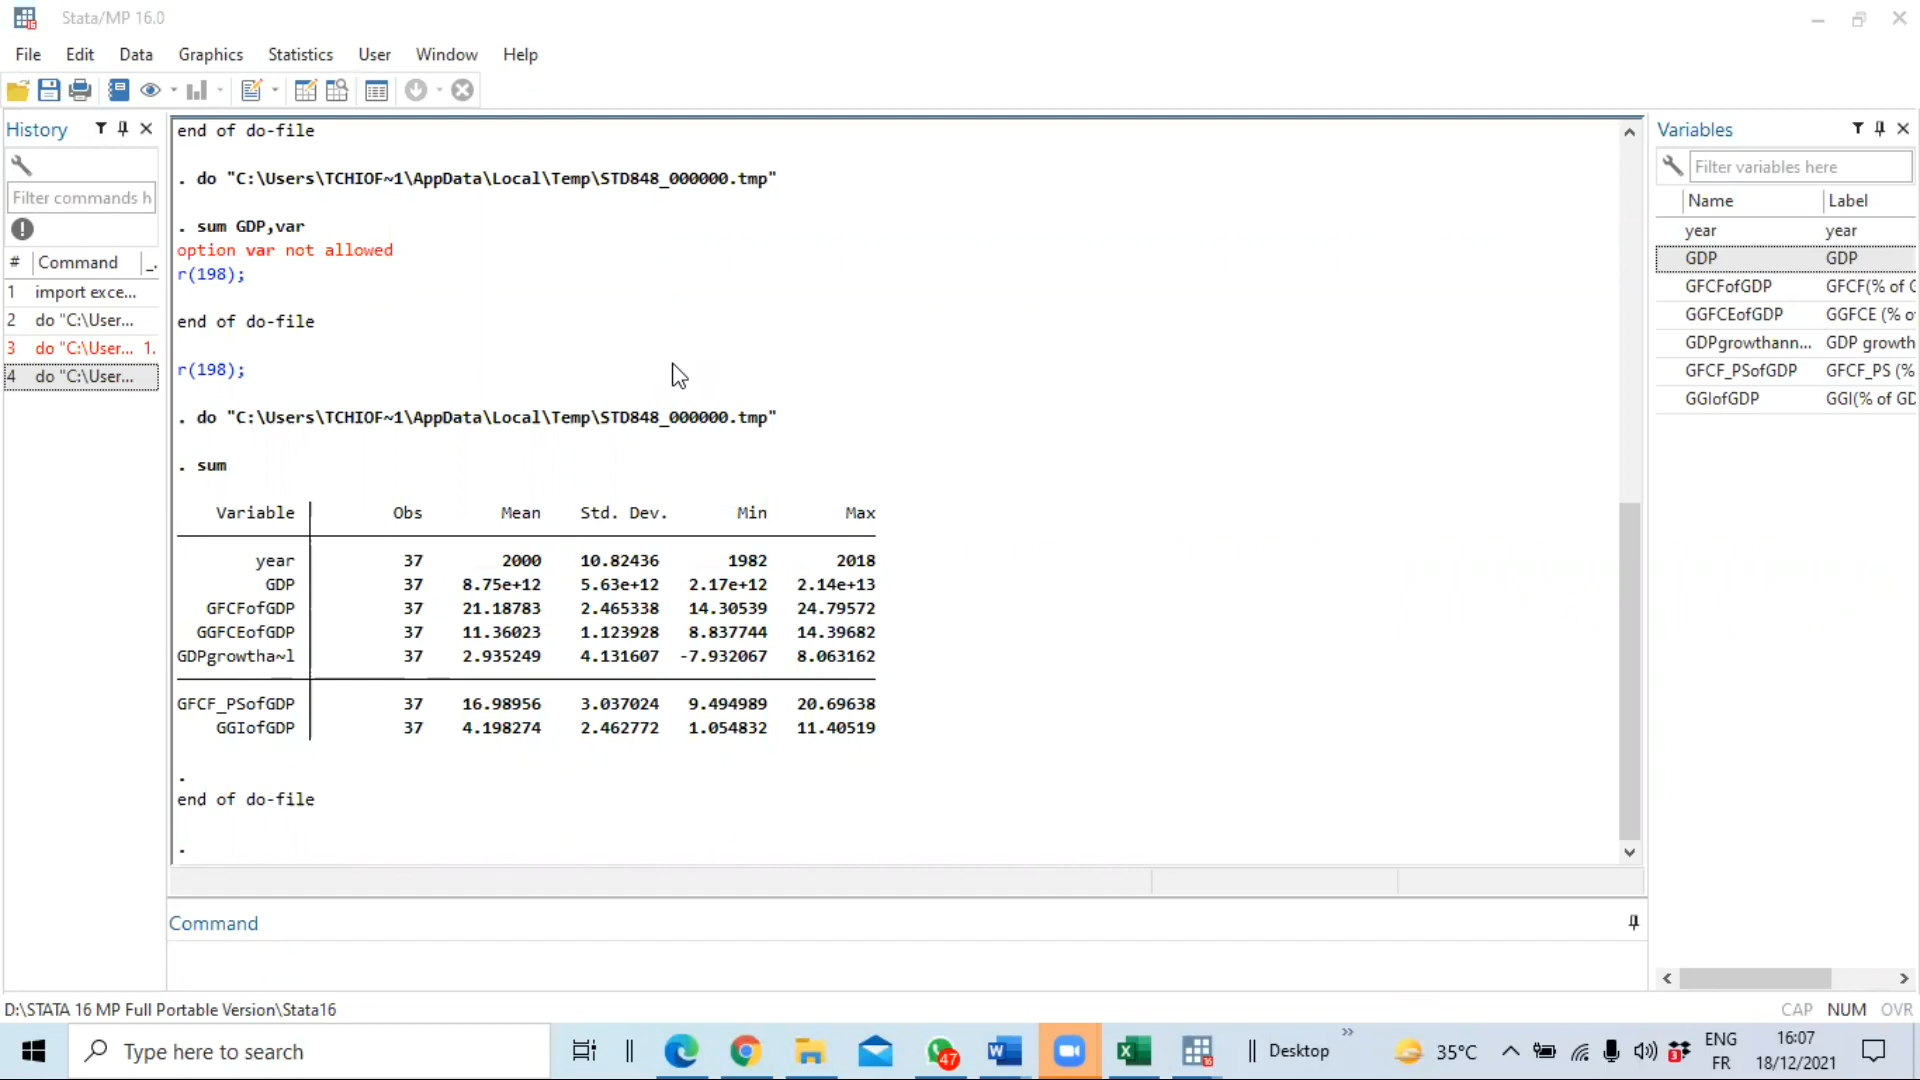 Stata/MP 16.0
File Edit Data Graphics Statistics User Window Help
History
Filter commands h
# Command
1 import exce...
2 do "C:\User...
3 do "C:\User... 1.
4 do "C:\User...
end of do-file
. do "C:\Users\TCHIOF~1\AppData\Local\Temp\STD848_000000.tmp"
. sum GDP,var
option var not allowed
r(198);
end of do-file
r(198);
. do "C:\Users\TCHIOF~1\AppData\Local\Temp\STD848_000000.tmp"
. sum
Variable Obs Mean Std. Dev. Min Max
year 37 2000 10.82436 1982 2018
GDP 37 8.75e+12 5.63e+12 2.17e+12 2.14e+13
GFCFofGDP 37 21.18783 2.465338 14.30539 24.79572
GGFCEofGDP 37 11.36023 1.123928 8.837744 14.39682
GDPgrowtha~l 37 2.935249 4.131607 -7.932067 8.063162
GFCF_PSofGDP 37 16.98956 3.037024 9.494989 20.69638
GGIofGDP 37 4.198274 2.462772 1.054832 11.40519
.
end of do-file
.
Command
Variables
Filter variables here
Name Label
year year
GDP GDP
GFCFofGDP GFCF(% of G
GGFCEofGDP GGFCE (% o
GDPgrowthann... GDP growth
GFCF_PSofGDP GFCF_PS (%
GGIofGDP GGI(% of GD
D:\STATA 16 MP Full Portable Version\Stata16
CAP NUM OVR
Type here to search
47
16
Desktop
35°C
3
ENG
FR
16:07
18/12/2021